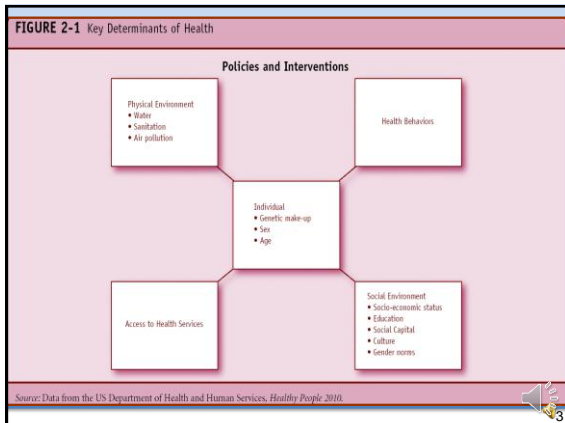 FIGURE 2-1 Key Determinants of Health
Policies and Interventions
Physical Environment
• Water
• Sanitation
• Air pollution
Health Behaviors
Individual
• Genetic make-up
• Sex
• Age
Access to Health Services
Social Environment
• Socio-economic status
• Education
• Social Capital
• Culture
• Gender norms
Source: Data from the US Department of Health and Human Services, Healthy People 2010.
3